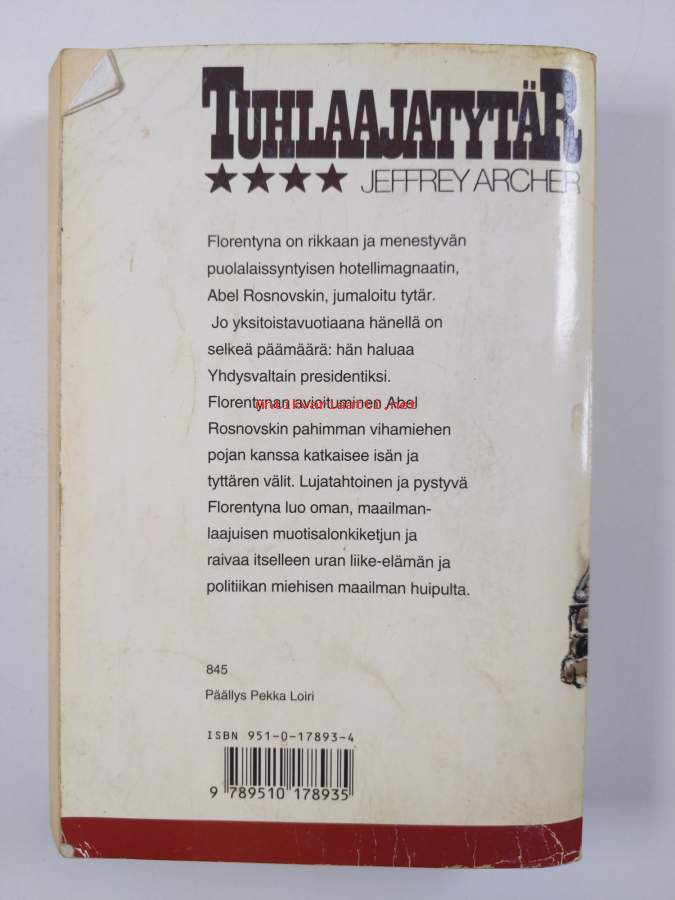 TUHLAAJATYTÄR
★★★★ JEFFREY ARCHER
Florentyna on rikkaan ja menestyvän
puolalaissyntyisen hotellimagnaatin,
Abel Rosnovskin, jumaloitu tytär.
Jo yksitoistavuotiaana hänellä on
selkeä päämäärä: hän haluaa
Yhdysvaltain presidentiksi.
Florentynan avioituminen Abel
Antikvariaatti.net
Rosnovskin pahimman vihamiehen
pojan kanssa katkaisee isän ja
tyttären välit. Lujatahtoinen ja pystyvä
Florentyna luo oman, maailman-
laajuisen muotisalonkiketjun ja
raivaa itselleen uran liike-elämän ja
politiikan miehisen maailman huipulta.
845
Päällys Pekka Loiri
ISBN 951-0-17893-4
9 789510 178935